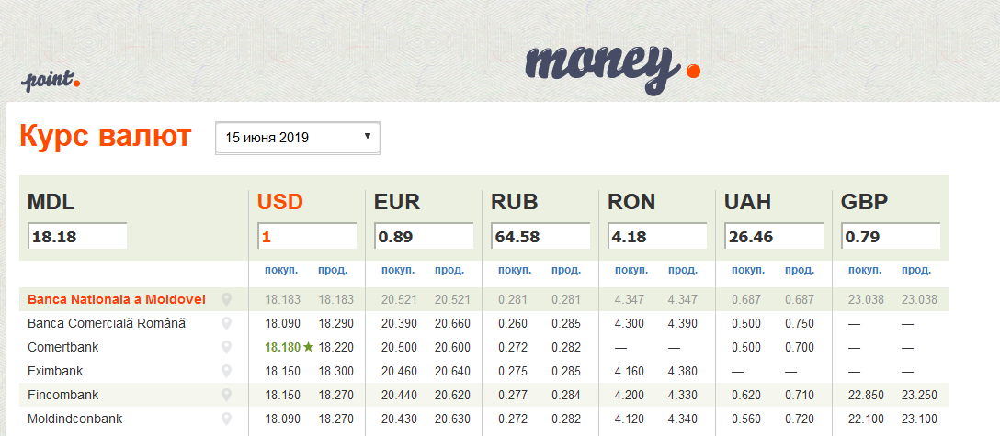 money.
point.
Курс валют 15 июня 2019
MDL USD EUR RUB RON UAH GBP
18.18 1 0.89 64.58 4.18 26.46 0.79
покуп. прод. покуп. прод. покуп. прод. покуп. прод. покуп. прод. покуп. прод.
Banca Nationala a Moldovei 18.183 18.183 20.521 20.521 0.281 0.281 4.347 4.347 0.687 0.687 23.038 23.038
Banca Comercială Română 18.090 18.290 20.390 20.660 0.260 0.285 4.300 4.390 0.500 0.750 — —
Comertbank 18.180 ★ 18.220 20.500 20.600 0.272 0.282 — — 0.500 0.700 — —
Eximbank 18.150 18.300 20.460 20.640 0.275 0.285 4.160 4.380 — — — —
Fincombank 18.150 18.270 20.440 20.620 0.277 0.284 4.200 4.330 0.620 0.710 22.850 23.250
Moldindconbank 18.090 18.270 20.430 20.630 0.272 0.282 4.120 4.340 0.560 0.720 22.100 23.100